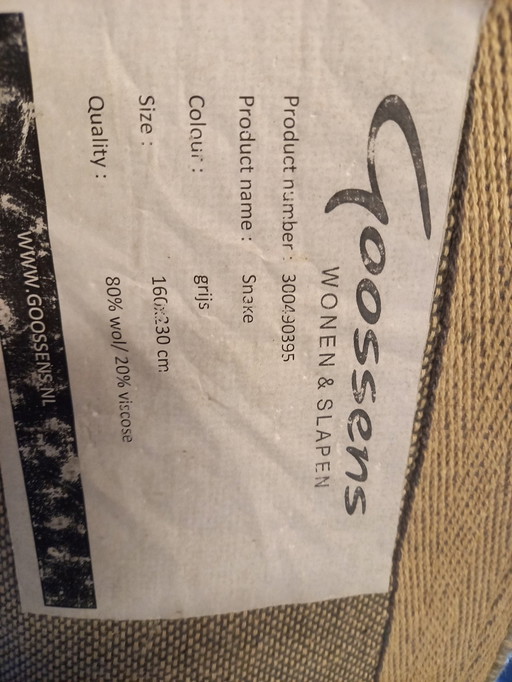 Goossens
WONEN & SLAPEN
Product number : 300490395
Product name : Snake
Colour : grijs
Size : 160x230 cm
Quality : 80% wol/ 20% viscose
WWW.GOOSSENS.NL